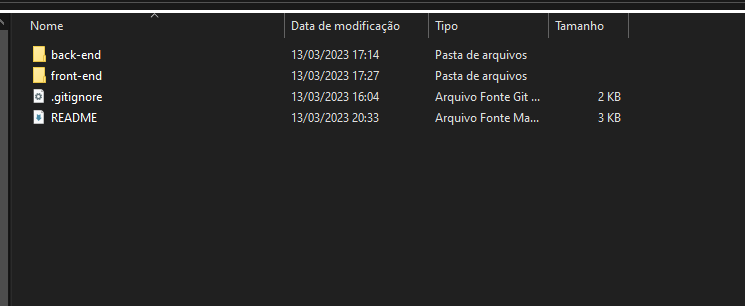 Nome Data de modificação Tipo Tamanho
back-end 13/03/2023 17:14 Pasta de arquivos
front-end 13/03/2023 17:27 Pasta de arquivos
.gitignore 13/03/2023 16:04 Arquivo Fonte Git ... 2 KB
README 13/03/2023 20:33 Arquivo Fonte Ma... 3 KB